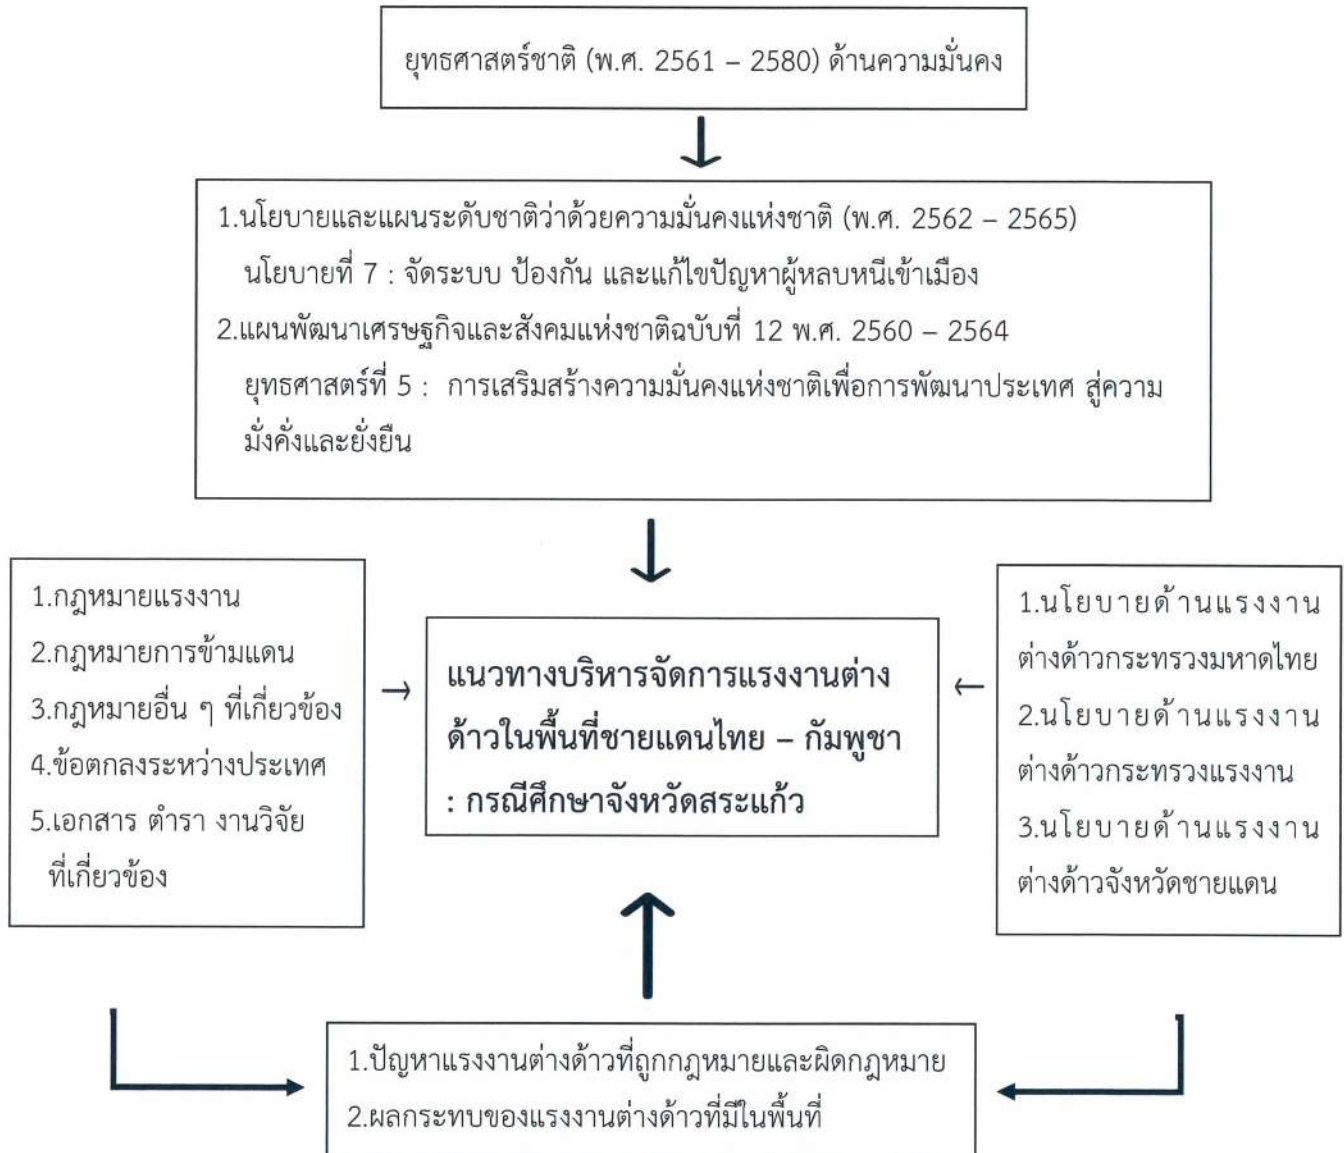 ยุทธศาสตร์ชาติ (พ.ศ. 2561 – 2580) ด้านความมั่นคง
1.นโยบายและแผนระดับชาติว่าด้วยความมั่นคงแห่งชาติ (พ.ศ. 2562 – 2565)
นโยบายที่ 7 : จัดระบบ ป้องกัน และแก้ไขปัญหาผู้หลบหนีเข้าเมือง
2.แผนพัฒนาเศรษฐกิจและสังคมแห่งชาติฉบับที่ 12 พ.ศ. 2560 – 2564
ยุทธศาสตร์ที่ 5 : การเสริมสร้างความมั่นคงแห่งชาติเพื่อการพัฒนาประเทศ สู่ความ
มั่งคั่งและยั่งยืน
1.กฎหมายแรงงาน
2.กฎหมายการข้ามแดน
3.กฎหมายอื่น ๆ ที่เกี่ยวข้อง
4.ข้อตกลงระหว่างประเทศ
5.เอกสาร ตำรา งานวิจัย
ที่เกี่ยวข้อง
แนวทางบริหารจัดการแรงงานต่าง
ด้าวในพื้นที่ชายแดนไทย – กัมพูชา
: กรณีศึกษาจังหวัดสระแก้ว
1.นโยบายด้านแรงงาน
ต่างด้าวกระทรวงมหาดไทย
2.นโยบายด้านแรงงาน
ต่างด้าวกระทรวงแรงงาน
3.นโยบายด้านแรงงาน
ต่างด้าวจังหวัดชายแดน
1.ปัญหาแรงงานต่างด้าวที่ถูกกฎหมายและผิดกฎหมาย
2.ผลกระทบของแรงงานต่างด้าวที่มีในพื้นที่